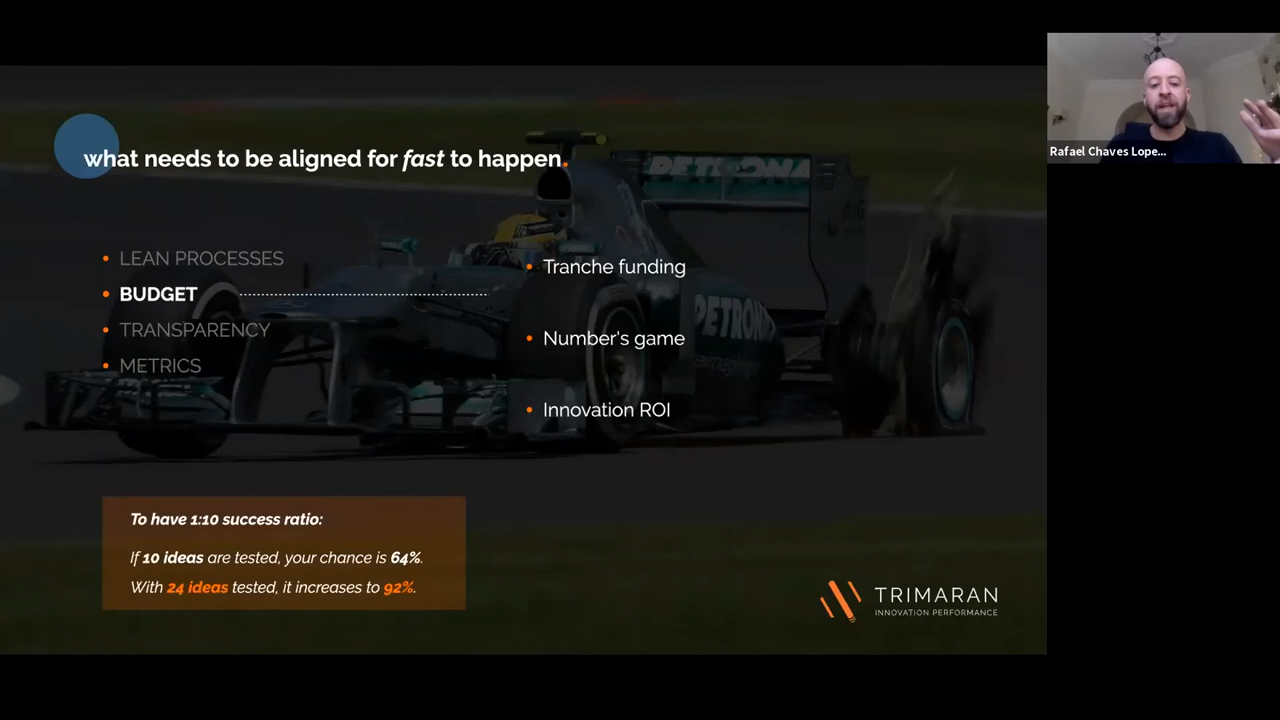 what needs to be aligned for fast to happen.
• LEAN PROCESSES
• BUDGET
• TRANSPARENCY
• METRICS
• Tranche funding
• Number's game
• Innovation ROI
To have 1:10 success ratio:
If 10 ideas are tested, your chance is 64%.
With 24 ideas tested, it increases to 92%.
TRIMARAN
INNOVATION PERFORMANCE
PETRONA
PETRON
Rafael Chaves Lope...